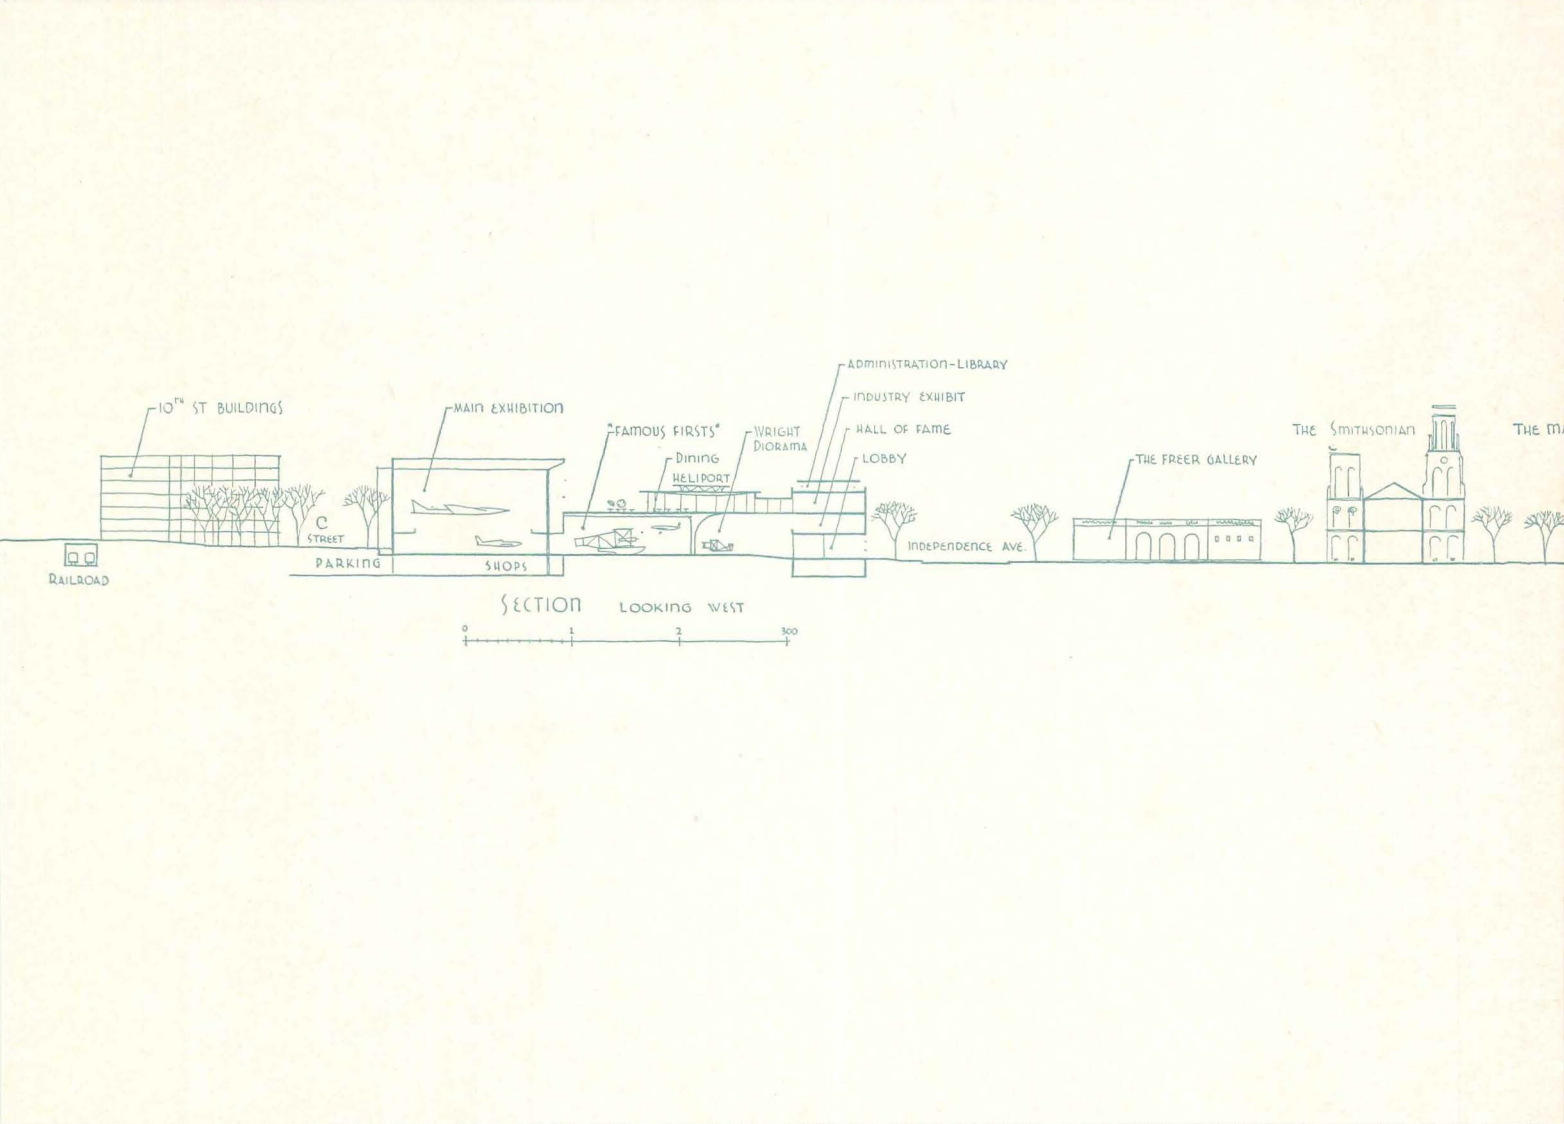 ADMINISTRATION-LIBRARY
INDUSTRY EXHIBIT
10TH ST BUILDINGS
MAIN EXHIBITION
"FAMOUS FIRSTS"
WRIGHT
DIORAMA
HALL OF FAME
THE SMITHSONIAN
DINING
LOBBY
THE FREER GALLERY
HELIPORT
C
STREET
INDEPENDENCE AVE.
PARKING
SHOPS
RAILROAD
SECTION LOOKING WEST
0 1 2 300
THE